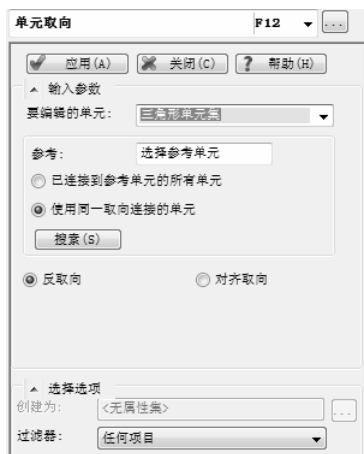 单元取向 F12 ...
应用(A) 关闭(C) ? 帮助(H)
输入参数
要编辑的单元: 三角形单元集
参考: 选择参考单元
已连接到参考单元的所有单元
使用同一取向连接的单元
搜索(S)
反取向 对齐取向
选择选项
创建为: <无属性集> ...
过滤器: 任何项目